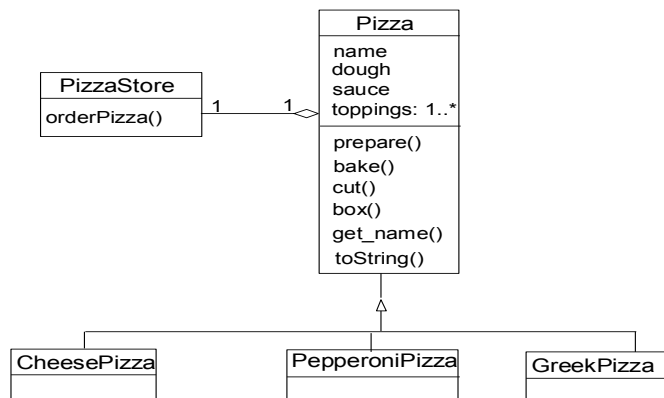 Pizza
name
dough
sauce
toppings: 1..*
prepare()
bake()
cut()
box()
get_name()
toString()
PizzaStore
orderPizza()
1
1
CheesePizza
PepperoniPizza
GreekPizza